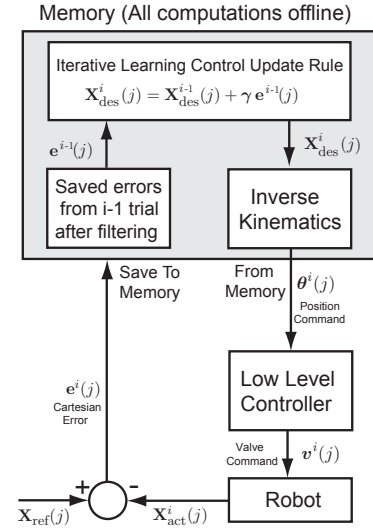 Memory (All computations offline)
Iterative Learning Control Update Rule
X^i_des(j) = X^{i-1}_des(j) + γ e^{i-1}(j)
e^{i-1}(j)
X^i_des(j)
Saved errors
from i-1 trial
after filtering
Inverse
Kinematics
Save To
Memory
From
Memory
θ^i(j)
Position
Command
e^i(j)
Cartesian
Error
Low Level
Controller
Valve
Command
v^i(j)
+
-
X_ref(j)
X^i_act(j)
Robot